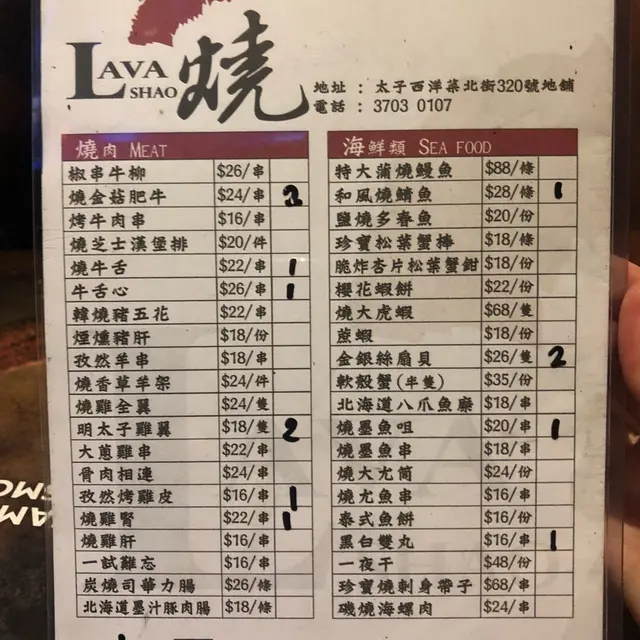 LAVA
SHAO
燒
地址 : 太子西洋菜北街320號地舖
電話 : 3703 0107
燒肉 MEAT
椒串牛柳 $26/串
燒金菇肥牛 $24/串 2
烤牛肉串 $16/串
燒芝士漢堡排 $20/件
燒牛舌 $22/串 1
牛舌心 $26/串 1
韓燒豬五花 $22/串
煙燻豬肝 $18/份
孜然羊串 $18/串
燒香草羊架 $24/件
燒雞全翼 $24/隻
明太子雞翼 $18/隻 2
大蔥雞串 $22/串
骨肉相連 $24/串
孜然烤雞皮 $16/串 1
燒雞腎 $22/串 1
燒雞肝 $16/串
一試難忘 $16/串
炭燒司華力腸 $26/條
北海道墨汁豚肉腸 $18/條
海鮮類 SEA FOOD
特大蒲燒鰻魚 $88/條
和風燒鯖魚 $28/條 1
鹽燒多春魚 $20/份
珍寶松葉蟹棒 $18/條
脆炸杏片松葉蟹鉗 $18/份
櫻花蝦餅 $22/份
燒大虎蝦 $68/隻
蔗蝦 $18/份
金銀絲扇貝 $26/隻 2
軟殼蟹(半隻) $35/份
北海道八爪魚 $18/串
燒墨魚咀 $20/串 1
燒墨魚串 $18/串
燒大尤筒 $24/份
燒尤魚串 $16/串
泰式魚餅 $16/份
黑白雙丸 $16/串 1
一夜干 $48/份
珍寶燒刺身帶子 $68/串
磯燒海螺肉 $24/串